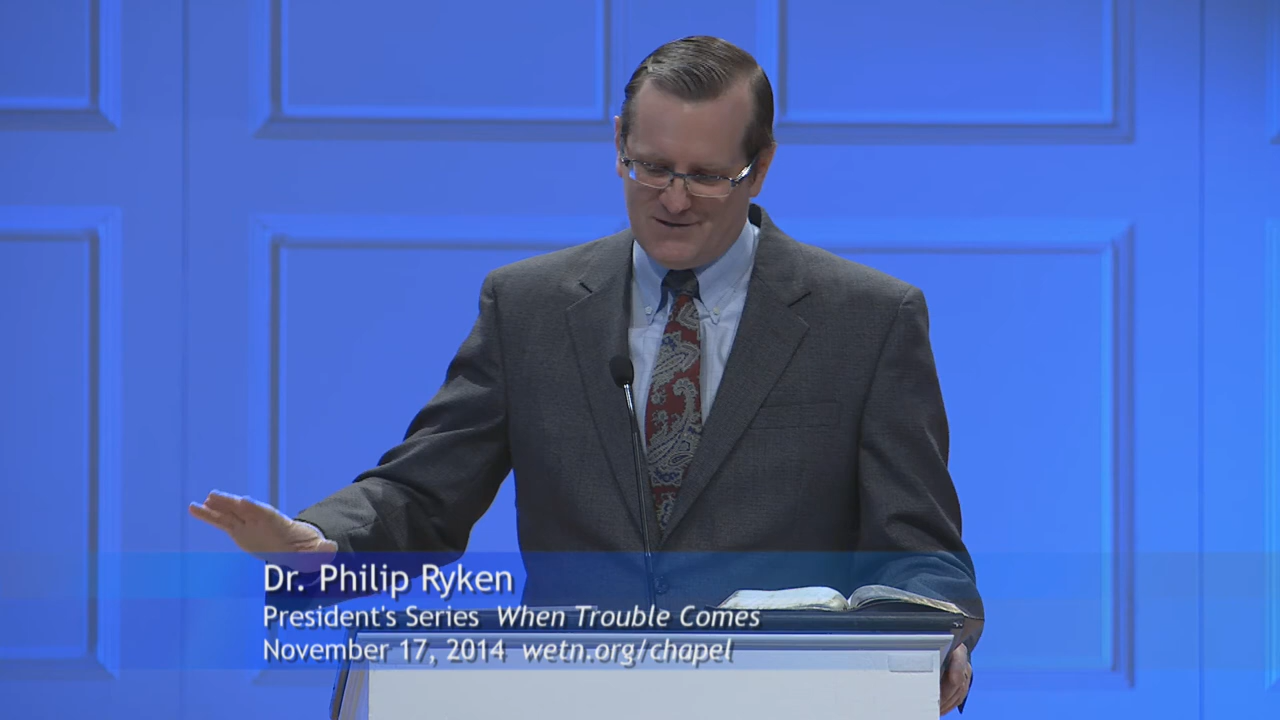 Dr. Philip Ryken
President's Series When Trouble Comes
November 17, 2014 wetn.org/chapel